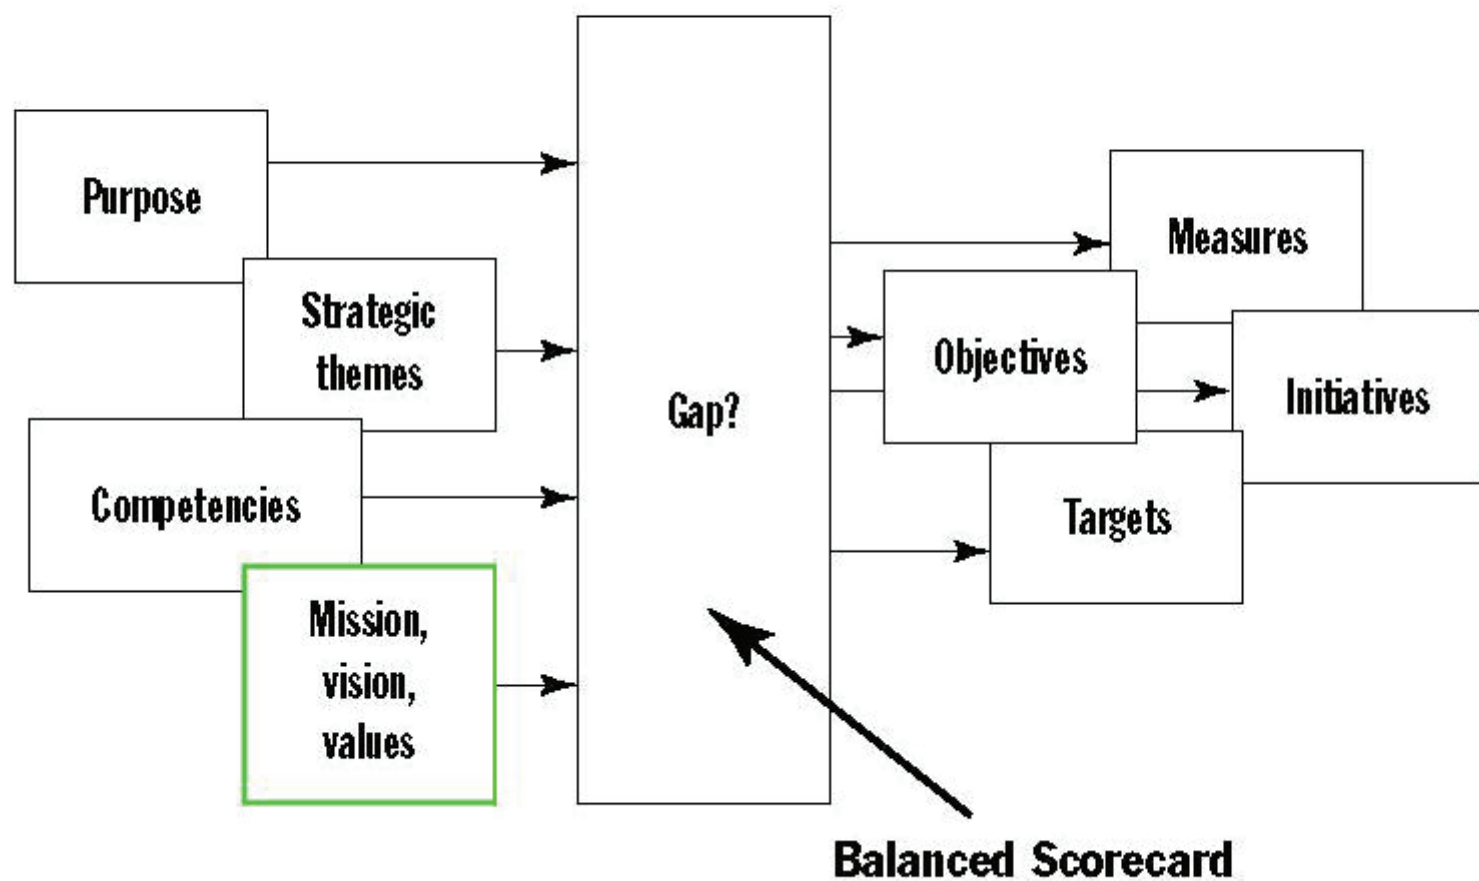 Purpose
Strategic
themes
Competencies
Mission,
vision,
values
Gap?
Measures
Objectives
Initiatives
Targets
Balanced Scorecard